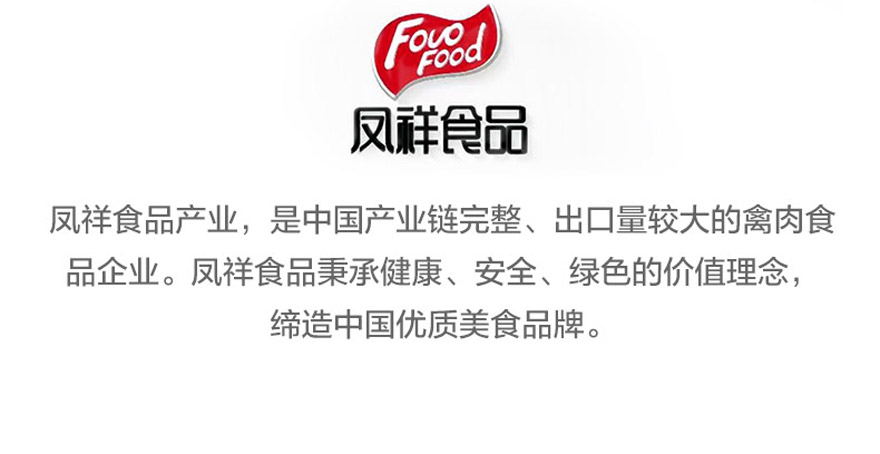 Fovo
Food
凤祥食品
凤祥食品产业，是中国产业链完整、出口量较大的禽肉食
品企业。凤祥食品秉承健康、安全、绿色的价值理念，
缔造中国优质美食品牌。